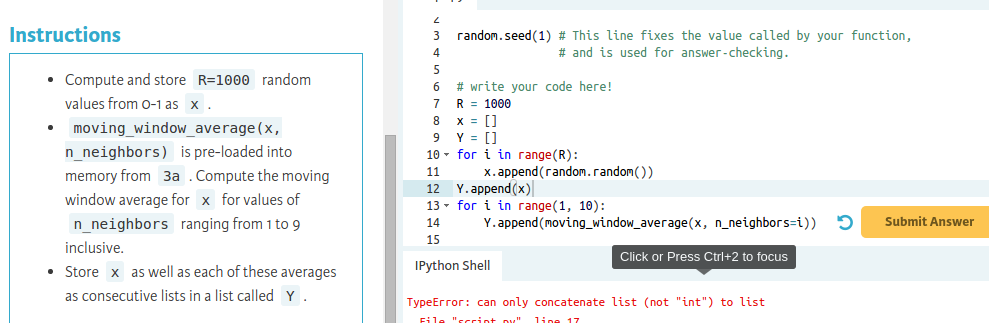 Instructions
• Compute and store R=1000 random
values from 0-1 as x .
• moving_window_average(x,
n_neighbors) is pre-loaded into
memory from 3a . Compute the moving
window average for x for values of
n_neighbors ranging from 1 to 9
inclusive.
• Store x as well as each of these averages
as consecutive lists in a list called Y .
2
3 random.seed(1) # This line fixes the value called by your function,
4 # and is used for answer-checking.
5
6 # write your code here!
7 R = 1000
8 x = []
9 Y = []
10 for i in range(R):
11 x.append(random.random())
12 Y.append(x)
13 for i in range(1, 10):
14 Y.append(moving_window_average(x, n_neighbors=i))
15
Submit Answer
Click or Press Ctrl+2 to focus
IPython Shell
TypeError: can only concatenate list (not "int") to list
File "script.py", line 17